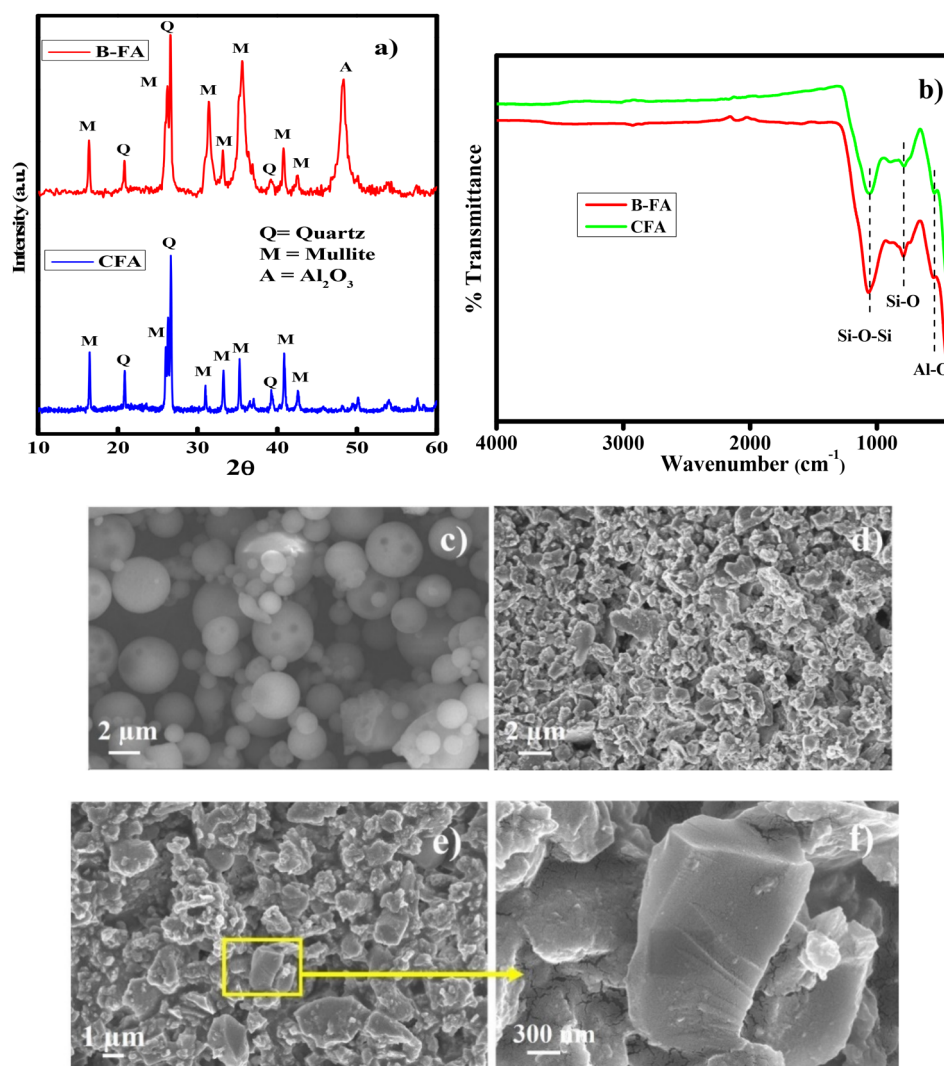 a)
B-FA
Q
M
M
A
M
M
Q
M
M
Q
M
Q= Quartz
M = Mullite
A = Al₂O₃
CFA
Q
M
M
Q
M
M
M
M
Q
M
Intensity (a.u.)
10 20 30 40 50 60
2θ
b)
B-FA
CFA
Si-O-Si
Si-O
Al-O
% Transmittance
4000 3000 2000 1000
Wavenumber (cm⁻¹)
c)
2 µm
d)
2 µm
e)
1 µm
f)
300 nm